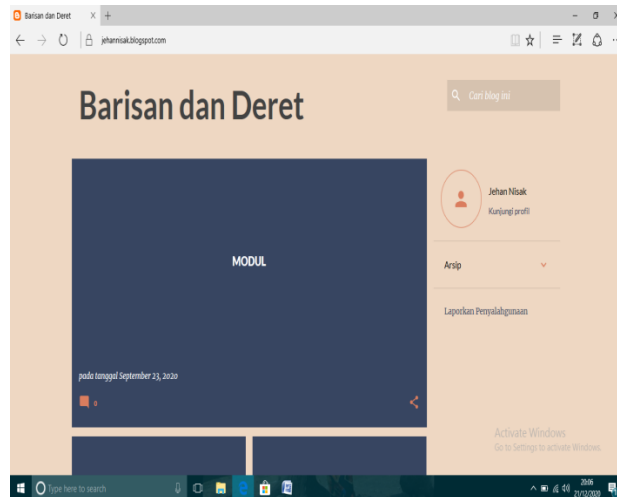 Barisan dan Deret
jehannisak.blogspot.com
Barisan dan Deret
Cari blog ini
Jehan Nisak
Kunjungi profil
MODUL
Arsip
Laporkan Penyalahgunaan
pada tanggal September 23, 2020
0
Activate Windows
Go to Settings to activate Windows.
Type here to search
20:06
21/12/2020